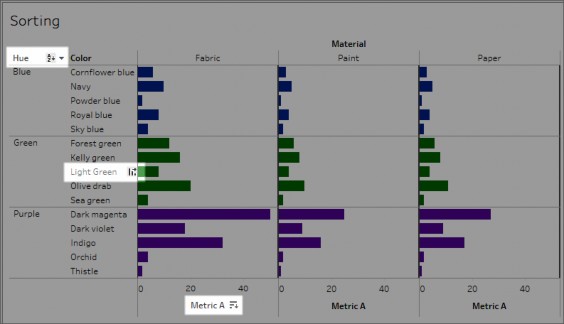 Sorting
Material
Hue Color Fabric Paint Paper
Blue Cornflower blue
Navy
Powder blue
Royal blue
Sky blue
Green Forest green
Kelly green
Light Green
Olive drab
Sea green
Purple Dark magenta
Dark violet
Indigo
Orchid
Thistle
0 20 40 0 20 40 0 20 40
Metric A Metric A Metric A